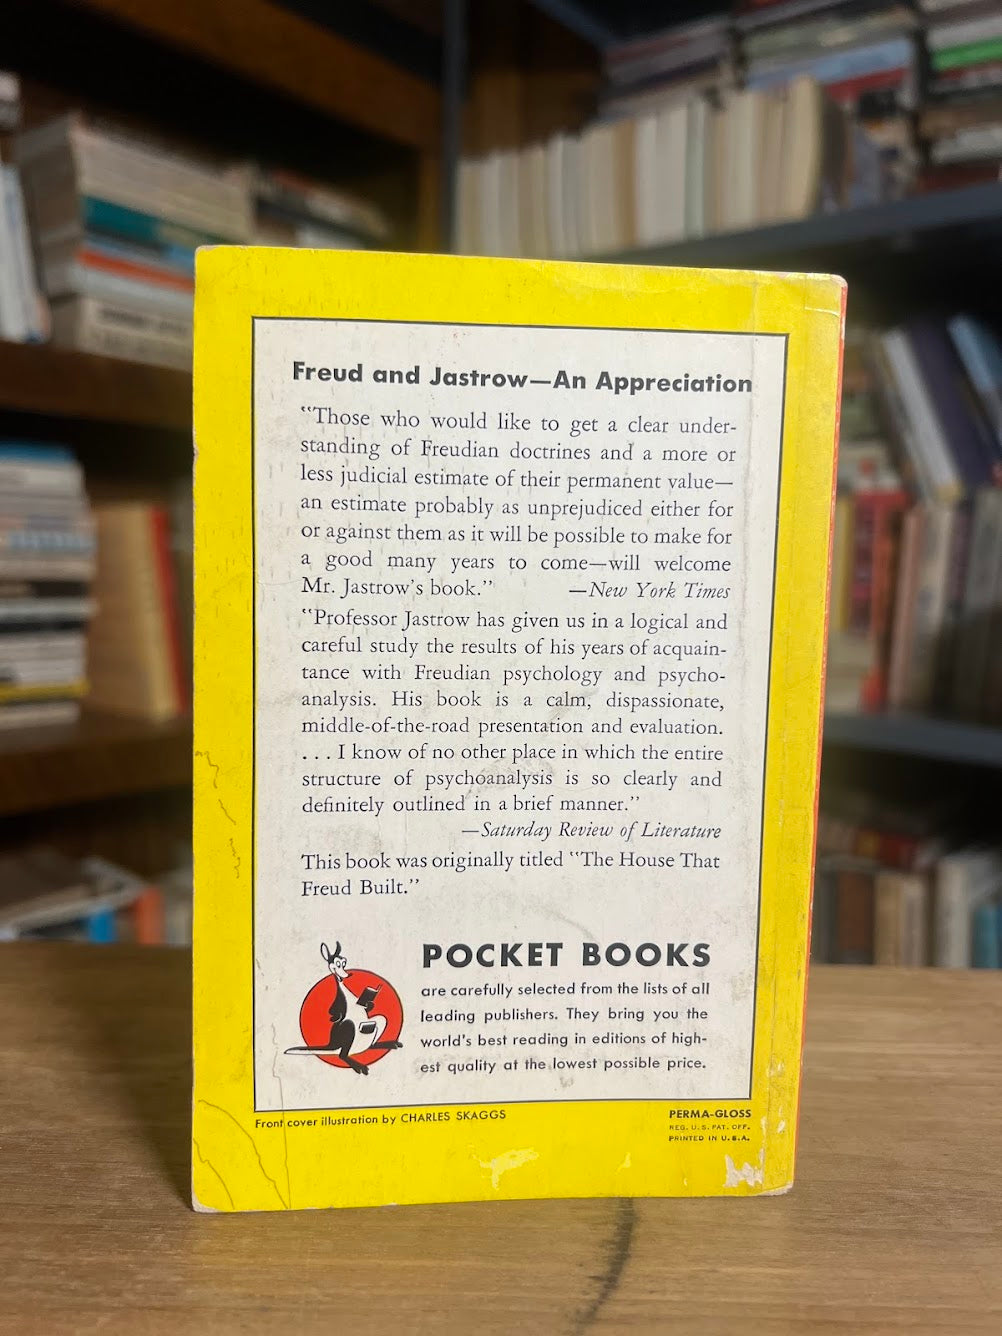 Freud and Jastrow—An Appreciation
"Those who would like to get a clear under-
standing of Freudian doctrines and a more or
less judicial estimate of their permanent value—
an estimate probably as unprejudiced either for
or against them as it will be possible to make for
a good many years to come—will welcome
Mr. Jastrow's book." —New York Times
"Professor Jastrow has given us in a logical and
careful study the results of his years of acquain-
tance with Freudian psychology and psycho-
analysis. His book is a calm, dispassionate,
middle-of-the-road presentation and evaluation.
. . . I know of no other place in which the entire
structure of psychoanalysis is so clearly and
definitely outlined in a brief manner."
—Saturday Review of Literature
This book was originally titled "The House That
Freud Built."
POCKET BOOKS
are carefully selected from the lists of all
leading publishers. They bring you the
world's best reading in editions of high-
est quality at the lowest possible price.
Front cover illustration by CHARLES SKAGGS
PERMA-GLOSS
REG. U. S. PAT. OFF.
PRINTED IN U.S.A.